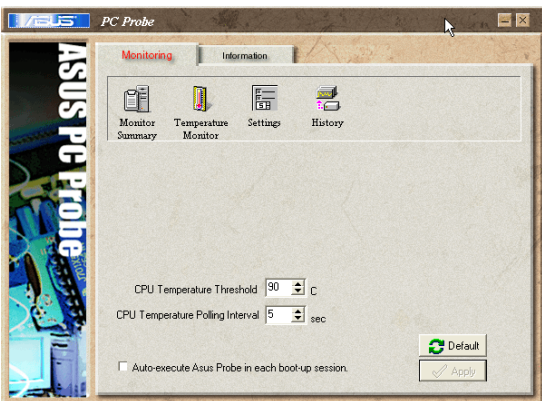 ASUS PC Probe
Monitoring Information
Monitor Summary
Temperature Monitor
Settings
History
ASUS PC Probe
CPU Temperature Threshold 90 C
CPU Temperature Polling Interval 5 sec
Default
Auto-execute Asus Probe in each boot-up session.
Apply